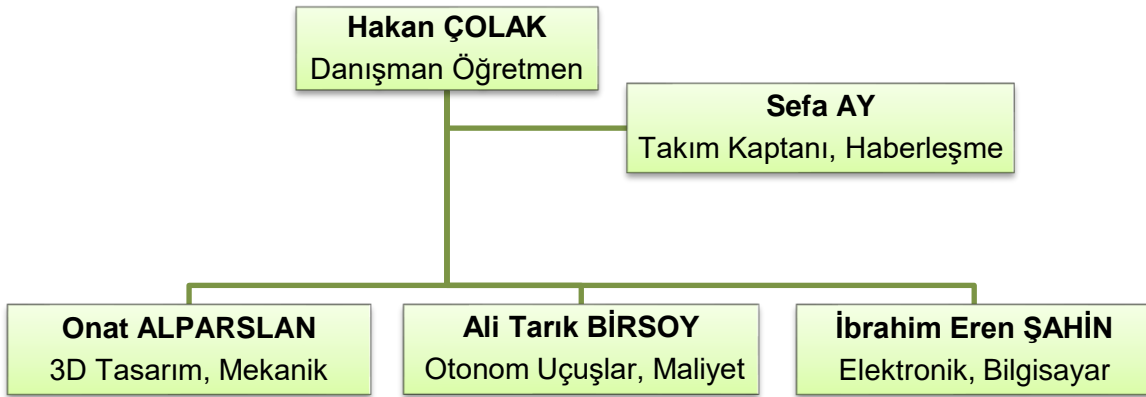 Hakan ÇOLAK
Danışman Öğretmen
Sefa AY
Takım Kaptanı, Haberleşme
Onat ALPARSLAN
3D Tasarım, Mekanik
Ali Tarık BİRSOY
Otonom Uçuşlar, Maliyet
İbrahim Eren ŞAHİN
Elektronik, Bilgisayar